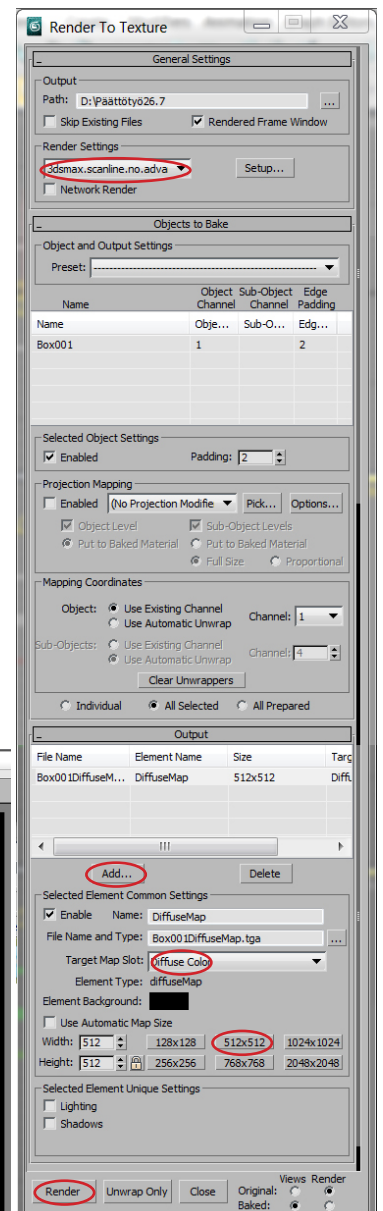 Render To Texture
General Settings
Output
Path: D:\Päättötyö26.7 ...
Skip Existing Files Rendered Frame Window
Render Settings
3dsmax.scanline.no.adva Setup...
Network Render
Objects to Bake
Object and Output Settings
Preset: ----------------------------------------
Object Sub-Object Edge
Name Channel Channel Padding
Name Obje... Sub-O... Edg...
Box001 1 2
Selected Object Settings
Enabled Padding: 2
Projection Mapping
Enabled (No Projection Modifie Pick... Options...
Object Level Sub-Object Levels
Put to Baked Material Put to Baked Material
Full Size Proportional
Mapping Coordinates
Object: Use Existing Channel Channel: 1
Use Automatic Unwrap
Sub-Objects: Use Existing Channel Channel: 4
Use Automatic Unwrap
Clear Unwrappers
Individual All Selected All Prepared
Output
File Name Element Name Size Targ
Box001DiffuseM... DiffuseMap 512x512 Diffu
Add... Delete
Selected Element Common Settings
Enable Name: DiffuseMap
File Name and Type: Box001DiffuseMap.tga ...
Target Map Slot: Diffuse Color
Element Type: diffuseMap
Element Background:
Use Automatic Map Size
Width: 512 128x128 512x512 1024x1024
Height: 512 256x256 768x768 2048x2048
Selected Element Unique Settings
Lighting
Shadows
Views Render
Render Unwrap Only Close Original:
Baked: